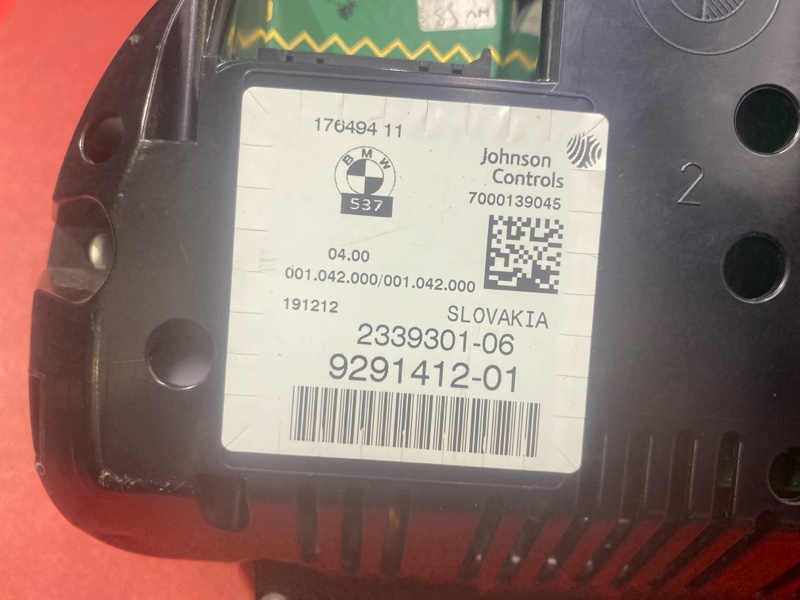 176494 11
BMW
537
Johnson
Controls
7000139045
04.00
001.042.000/001.042.000
191212
SLOVAKIA
2339301-06
9291412-01
2